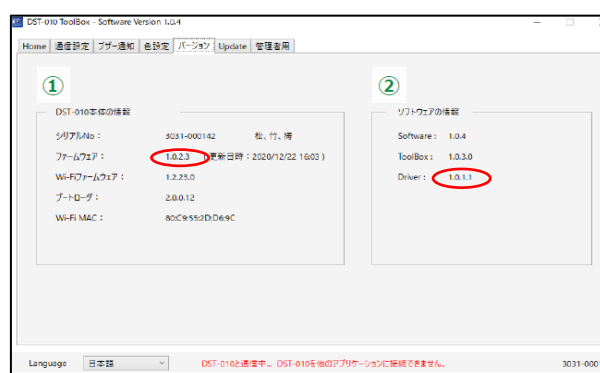 DST-010 ToolBox - Software Version 1.0.4
Home 通信設定 ブザー通知 色設定 バージョン Update 管理者用
① ②
DST-010本体の情報
シリアルNo： 3031-000142 松、竹、梅
ファームウェア： 1.0.2.3 （更新日時：2020/12/22 16:03）
Wi-Fiファームウェア： 1.2.23.0
ブートローダ： 2.0.0.12
Wi-Fi MAC： 80:C9:55:2D:D6:9C
ソフトウェアの情報
Software： 1.0.4
ToolBox： 1.0.3.0
Driver： 1.0.1.1
Language 日本語 DST-010と通信中... DST-010を他のアプリケーションに接続できません。 3031-000